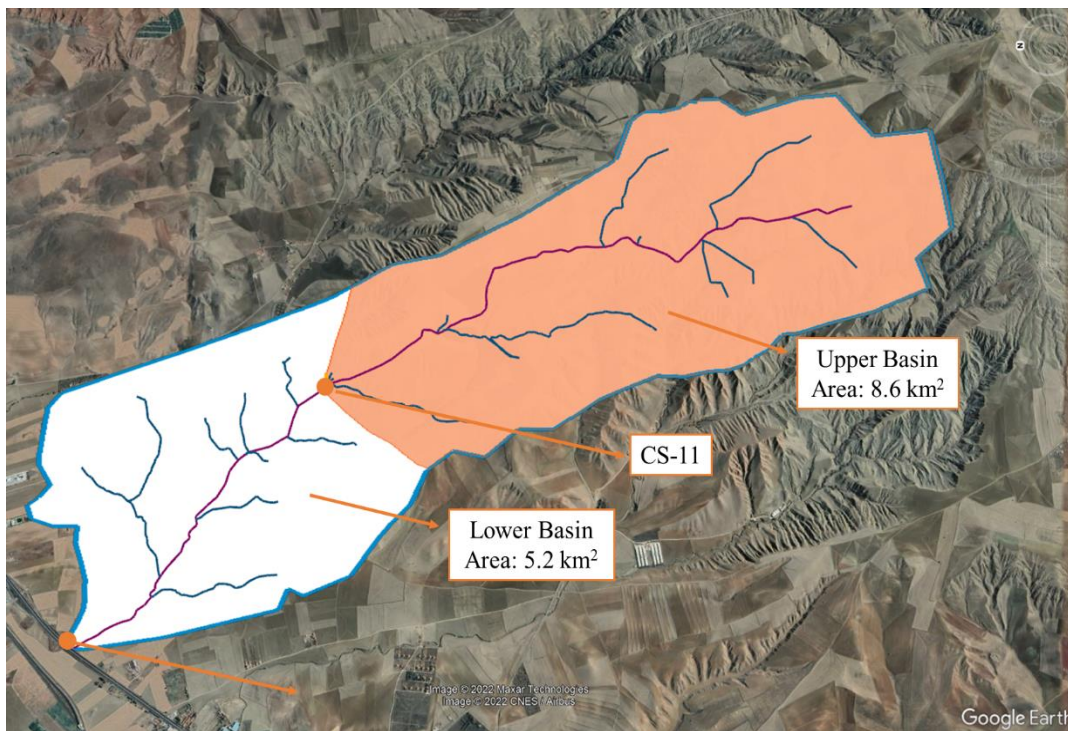 Upper Basin
Area: 8.6 km²
CS-11
Lower Basin
Area: 5.2 km²
Image © 2022 Maxar Technologies
Image © 2022 CNES / Airbus
Google Earth